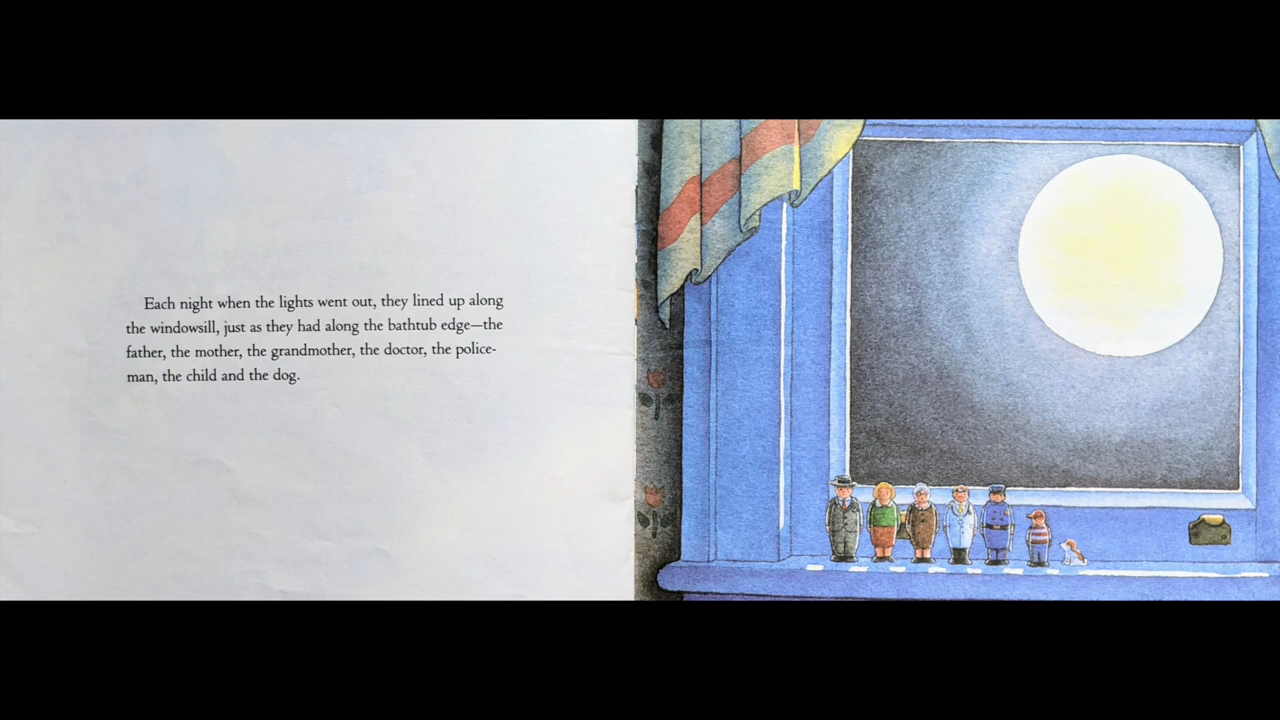 Each night when the lights went out, they lined up along
the windowsill, just as they had along the bathtub edge—the
father, the mother, the grandmother, the doctor, the police-
man, the child and the dog.